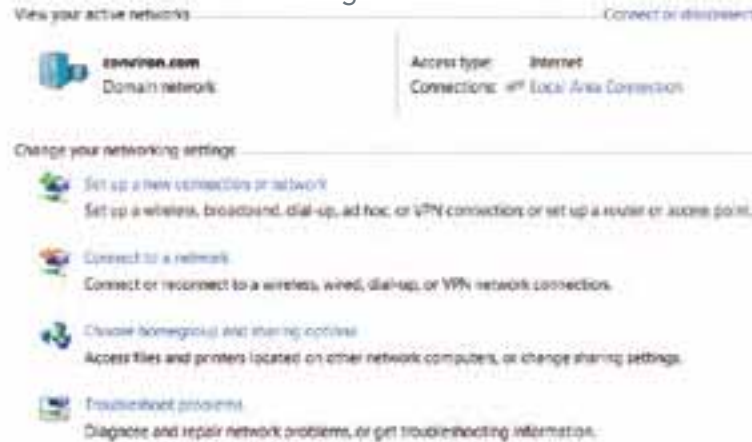 View your active networks
Connect or disconnect
conviron.com
Domain network
Access type: Internet
Connections: Local Area Connection
Change your networking settings
Set up a new connection or network
Set up a wireless, broadband, dial-up, ad hoc, or VPN connection; or set up a router or access point.
Connect to a network
Connect or reconnect to a wireless, wired, dial-up, or VPN network connection.
Choose homegroup and sharing options
Access files and printers located on other network computers, or change sharing settings.
Troubleshoot problems
Diagnose and repair network problems, or get troubleshooting information.